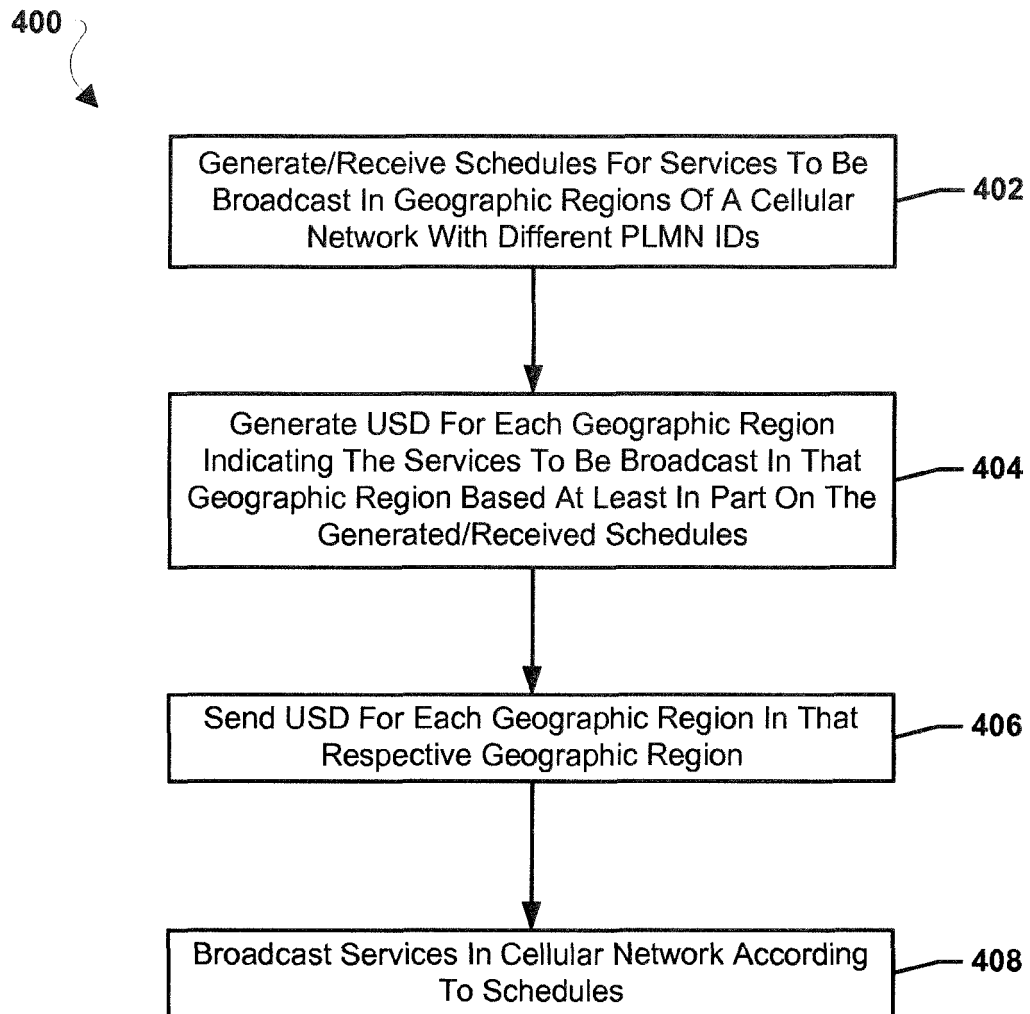 400
Generate/Receive Schedules For Services To Be
Broadcast In Geographic Regions Of A Cellular
Network With Different PLMN IDs
402
Generate USD For Each Geographic Region
Indicating The Services To Be Broadcast In That
Geographic Region Based At Least In Part On The
Generated/Received Schedules
404
Send USD For Each Geographic Region In That
Respective Geographic Region
406
Broadcast Services In Cellular Network According
To Schedules
408